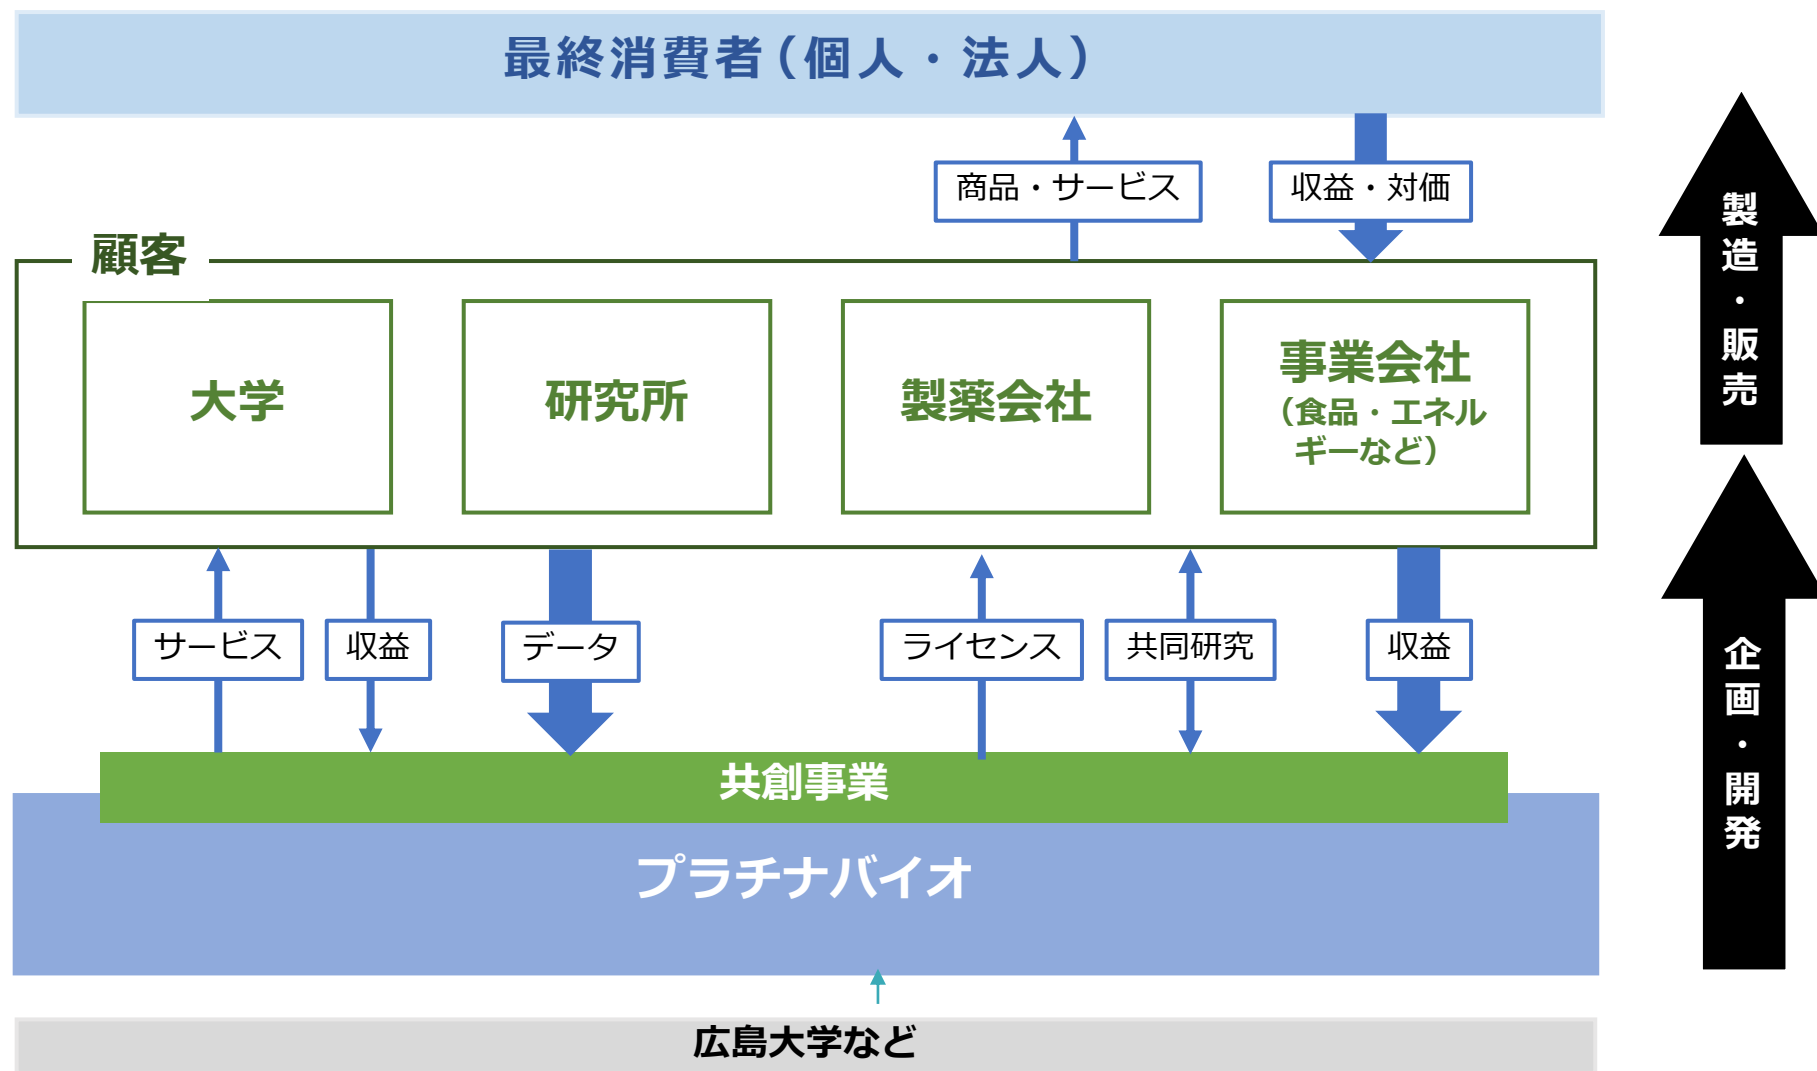 最終消費者（個人・法人）
商品・サービス
収益・対価
顧客
大学
研究所
製薬会社
事業会社
（食品・エネル
ギーなど）
サービス
収益
データ
ライセンス
共同研究
収益
共創事業
プラチナバイオ
広島大学など
製造・販売
企画・開発